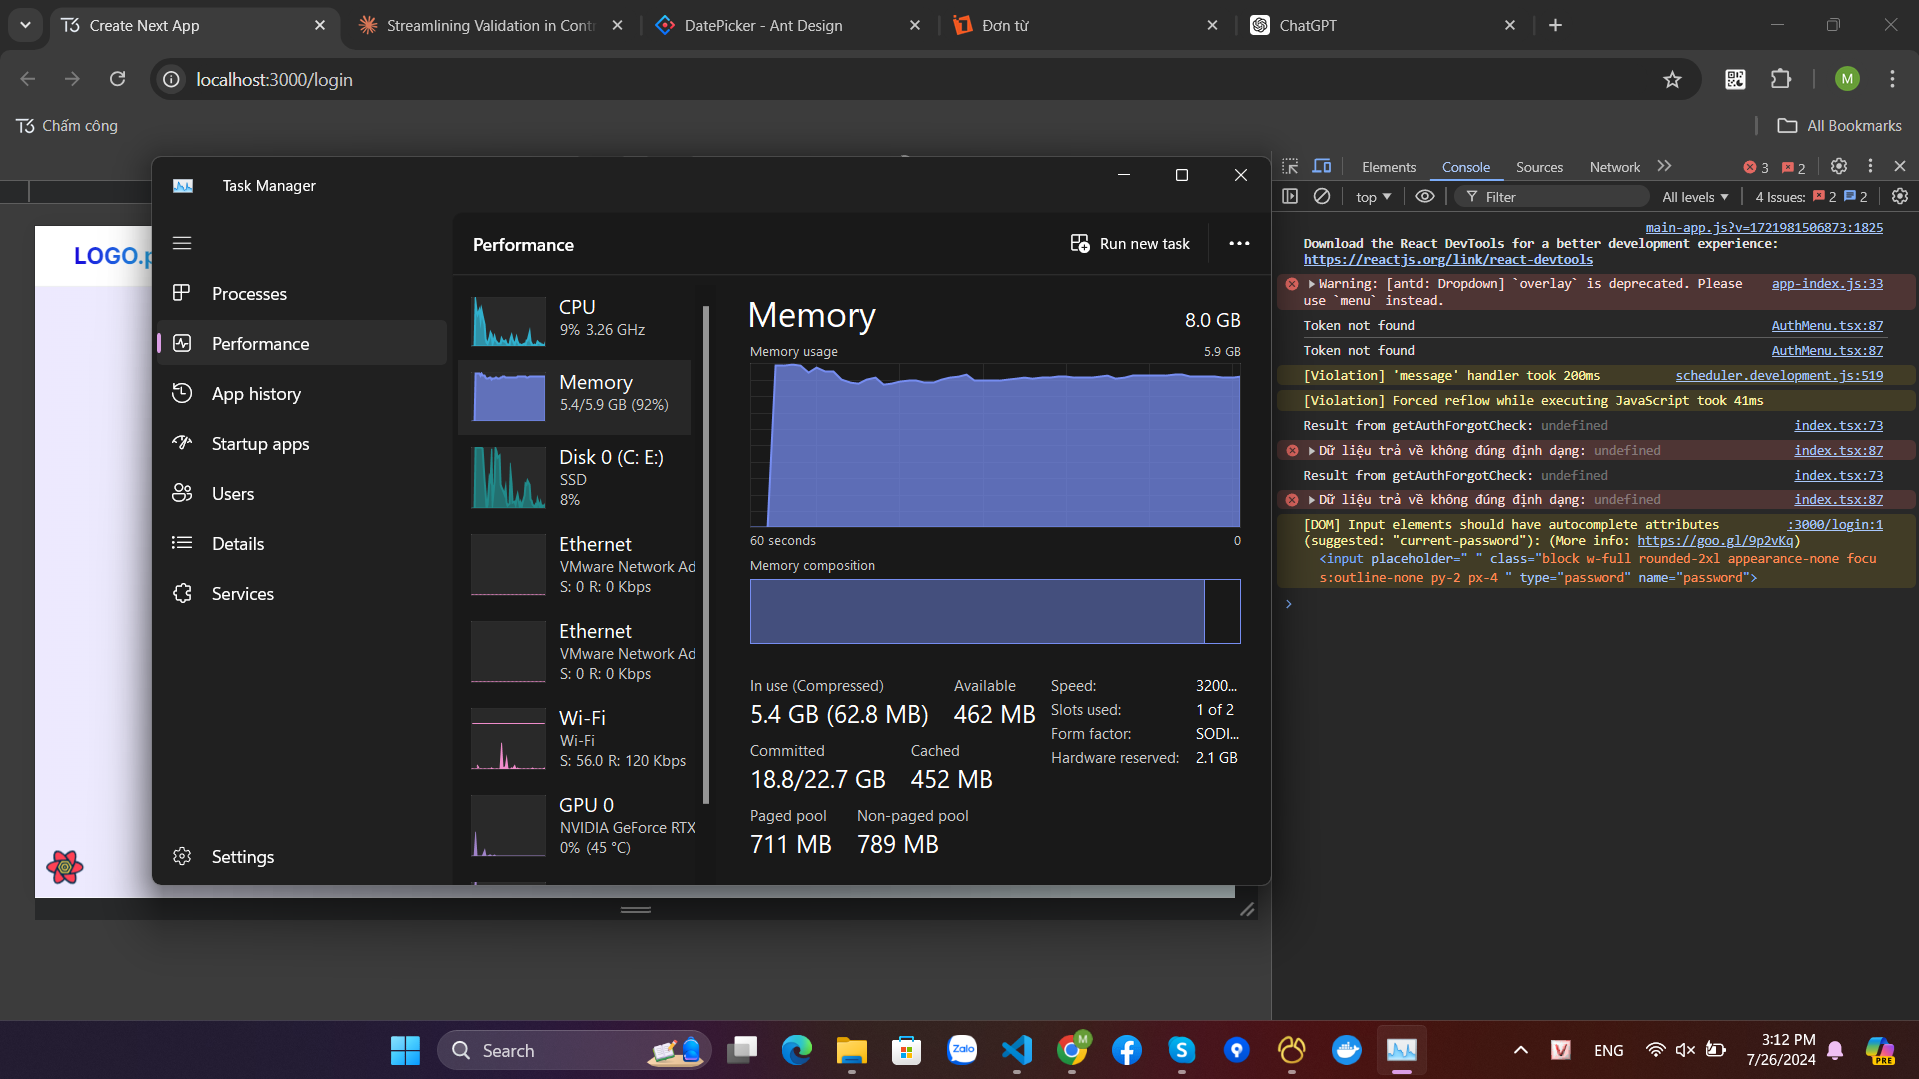 Create Next App
Streamlining Validation in Contr
DatePicker - Ant Design
Đơn từ
ChatGPT
localhost:3000/login
M
Chấm công
All Bookmarks
LOGO.p
Task Manager
Processes
Performance
App history
Startup apps
Users
Details
Services
Settings
Performance
Run new task
CPU
9% 3.26 GHz
Memory
5.4/5.9 GB (92%)
Disk 0 (C: E:)
SSD
8%
Ethernet
VMware Network Ad
S: 0 R: 0 Kbps
Ethernet
VMware Network Ad
S: 0 R: 0 Kbps
Wi-Fi
Wi-Fi
S: 56.0 R: 120 Kbps
GPU 0
NVIDIA GeForce RTX
0% (45 °C)
Memory
8.0 GB
Memory usage
5.9 GB
60 seconds
0
Memory composition
In use (Compressed)
5.4 GB (62.8 MB)
Available
462 MB
Committed
18.8/22.7 GB
Cached
452 MB
Paged pool
711 MB
Non-paged pool
789 MB
Speed: 3200...
Slots used: 1 of 2
Form factor: SODI...
Hardware reserved: 2.1 GB
Elements
Console
Sources
Network
3
2
top
Filter
All levels
4 Issues: 2 2
main-app.js?v=1721981506873:1825
Download the React DevTools for a better development experience:
https://reactjs.org/link/react-devtools
Warning: [antd: Dropdown] `overlay` is deprecated. Please app-index.js:33
use `menu` instead.
Token not found AuthMenu.tsx:87
Token not found AuthMenu.tsx:87
[Violation] 'message' handler took 200ms scheduler.development.js:519
[Violation] Forced reflow while executing JavaScript took 41ms
Result from getAuthForgotCheck: undefined index.tsx:73
Dữ liệu trả về không đúng định dạng: undefined index.tsx:87
Result from getAuthForgotCheck: undefined index.tsx:73
Dữ liệu trả về không đúng định dạng: undefined index.tsx:87
[DOM] Input elements should have autocomplete attributes :3000/login:1
(suggested: "current-password"): (More info: https://goo.gl/9p2vKq)
<input placeholder=" " class="block w-full rounded-2xl appearance-none focu
s:outline-none py-2 px-4 " type="password" name="password">
Search
Zalo
M
V
ENG
3:12 PM
7/26/2024
PRE